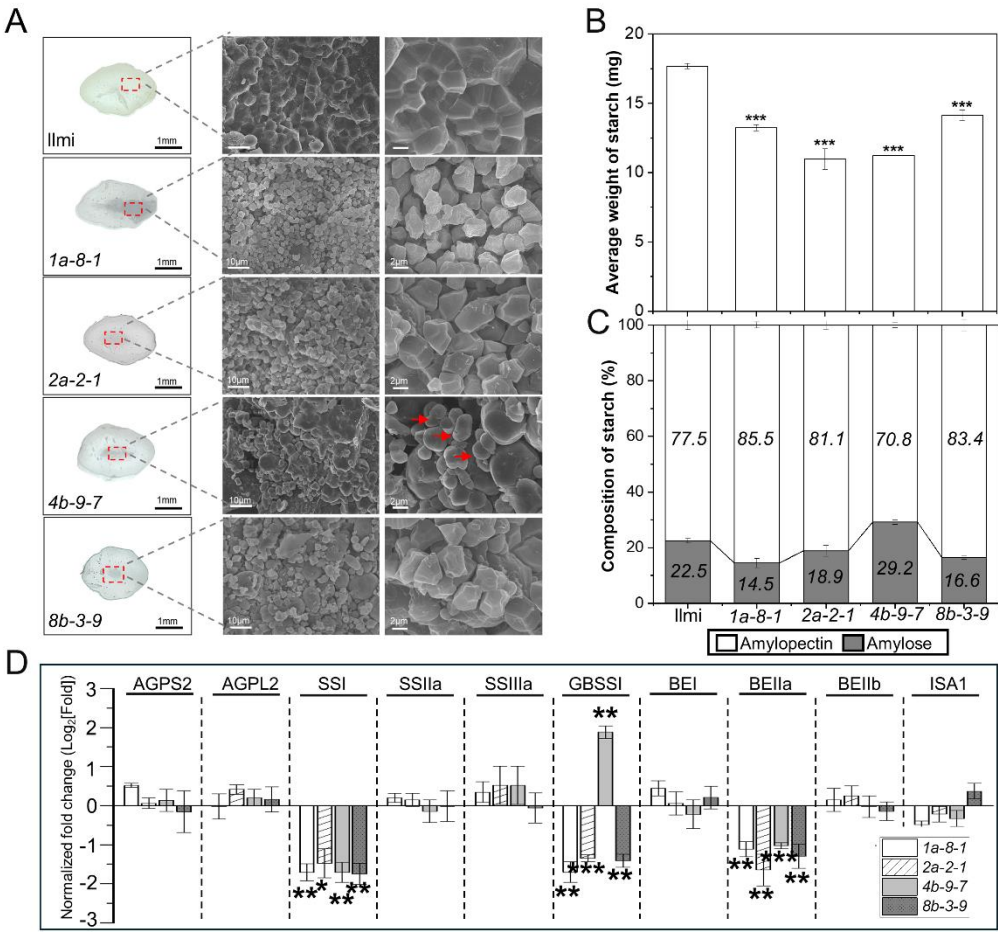 A
Ilmi
1mm
1a-8-1
1mm
10μm
2μm
2a-2-1
1mm
10μm
2μm
4b-9-7
1mm
10μm
2μm
8b-3-9
1mm
10μm
2μm
B
Average weight of starch (mg)
20
15
10
5
0
***
***
***
***
C
Composition of starch (%)
100
80
60
40
20
0
77.5 85.5 81.1 70.8 83.4
22.5 14.5 18.9 29.2 16.6
Ilmi 1a-8-1 2a-2-1 4b-9-7 8b-3-9
Amylopectin Amylose
D
Normalized fold change (Log2[Fold])
AGPS2 AGPL2 SSI SSIIa SSIIIa GBSSI BEI BEIIa BEIIb ISA1
3
2
1
0
-1
-2
-3
** * ** **
** *** ** **
** ** *** **
1a-8-1
2a-2-1
4b-9-7
8b-3-9